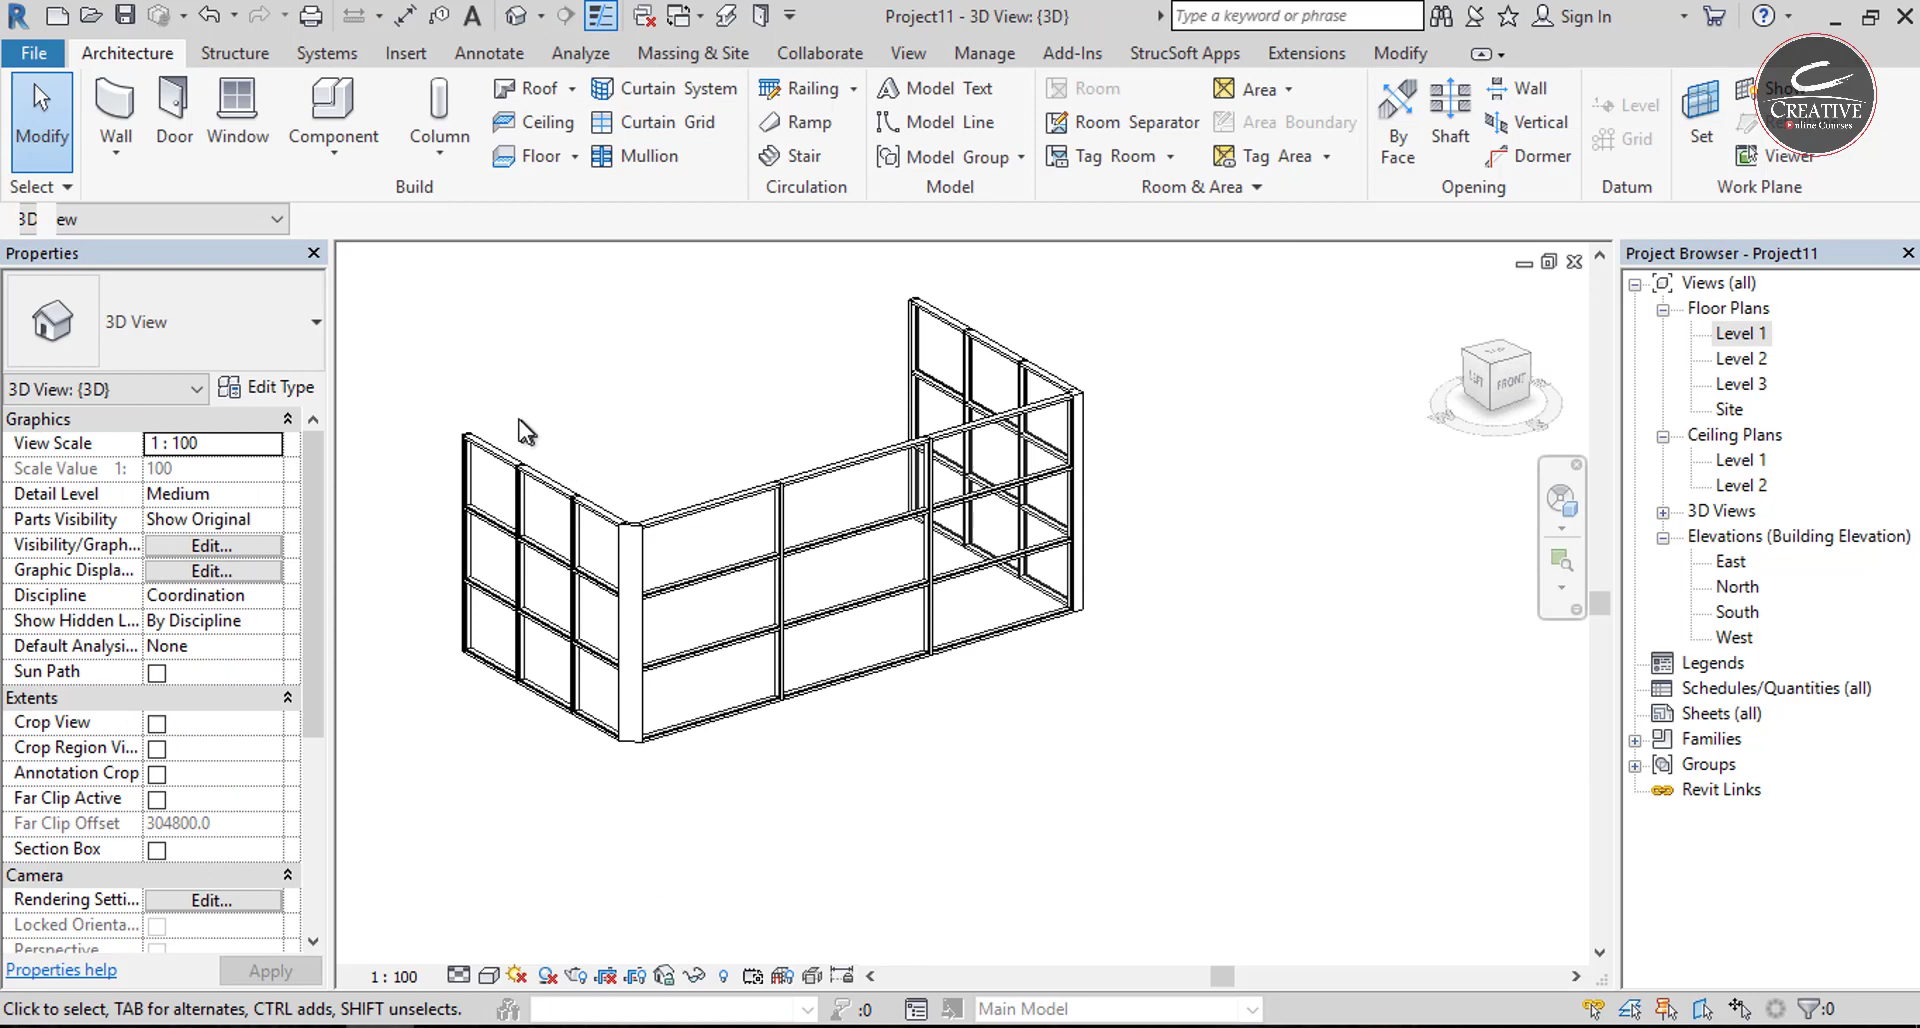 Project11 - 3D View: {3D}
Type a keyword or phrase
Sign In
File
Architecture
Structure
Systems
Insert
Annotate
Analyze
Massing & Site
Collaborate
View
Manage
Add-Ins
StrucSoft Apps
Extensions
Modify
Modify
Wall
Door
Window
Component
Column
Roof
Ceiling
Floor
Curtain System
Curtain Grid
Mullion
Railing
Ramp
Stair
Model Text
Model Line
Model Group
Room
Room Separator
Tag Room
Area
Area Boundary
Tag Area
By
Face
Shaft
Wall
Vertical
Dormer
Level
Grid
Set
Viewer
CREATIVE
Online Courses
Select
Build
Circulation
Model
Room & Area
Opening
Datum
Work Plane
3D
ew
Properties
3D View
3D View: {3D}
Edit Type
Graphics
View Scale
1 : 100
Scale Value 1:
100
Detail Level
Medium
Parts Visibility
Show Original
Visibility/Graph...
Edit...
Graphic Displa...
Edit...
Discipline
Coordination
Show Hidden L...
By Discipline
Default Analysi...
None
Sun Path
Extents
Crop View
Crop Region Vi...
Annotation Crop
Far Clip Active
Far Clip Offset
304800.0
Section Box
Camera
Rendering Setti...
Edit...
Locked Orienta...
Perspective
Properties help
Apply
TOP
LEFT
FRONT
Project Browser - Project11
Views (all)
Floor Plans
Level 1
Level 2
Level 3
Site
Ceiling Plans
Level 1
Level 2
3D Views
Elevations (Building Elevation)
East
North
South
West
Legends
Schedules/Quantities (all)
Sheets (all)
Families
Groups
Revit Links
1 : 100
Click to select, TAB for alternates, CTRL adds, SHIFT unselects.
:0
Main Model
:0